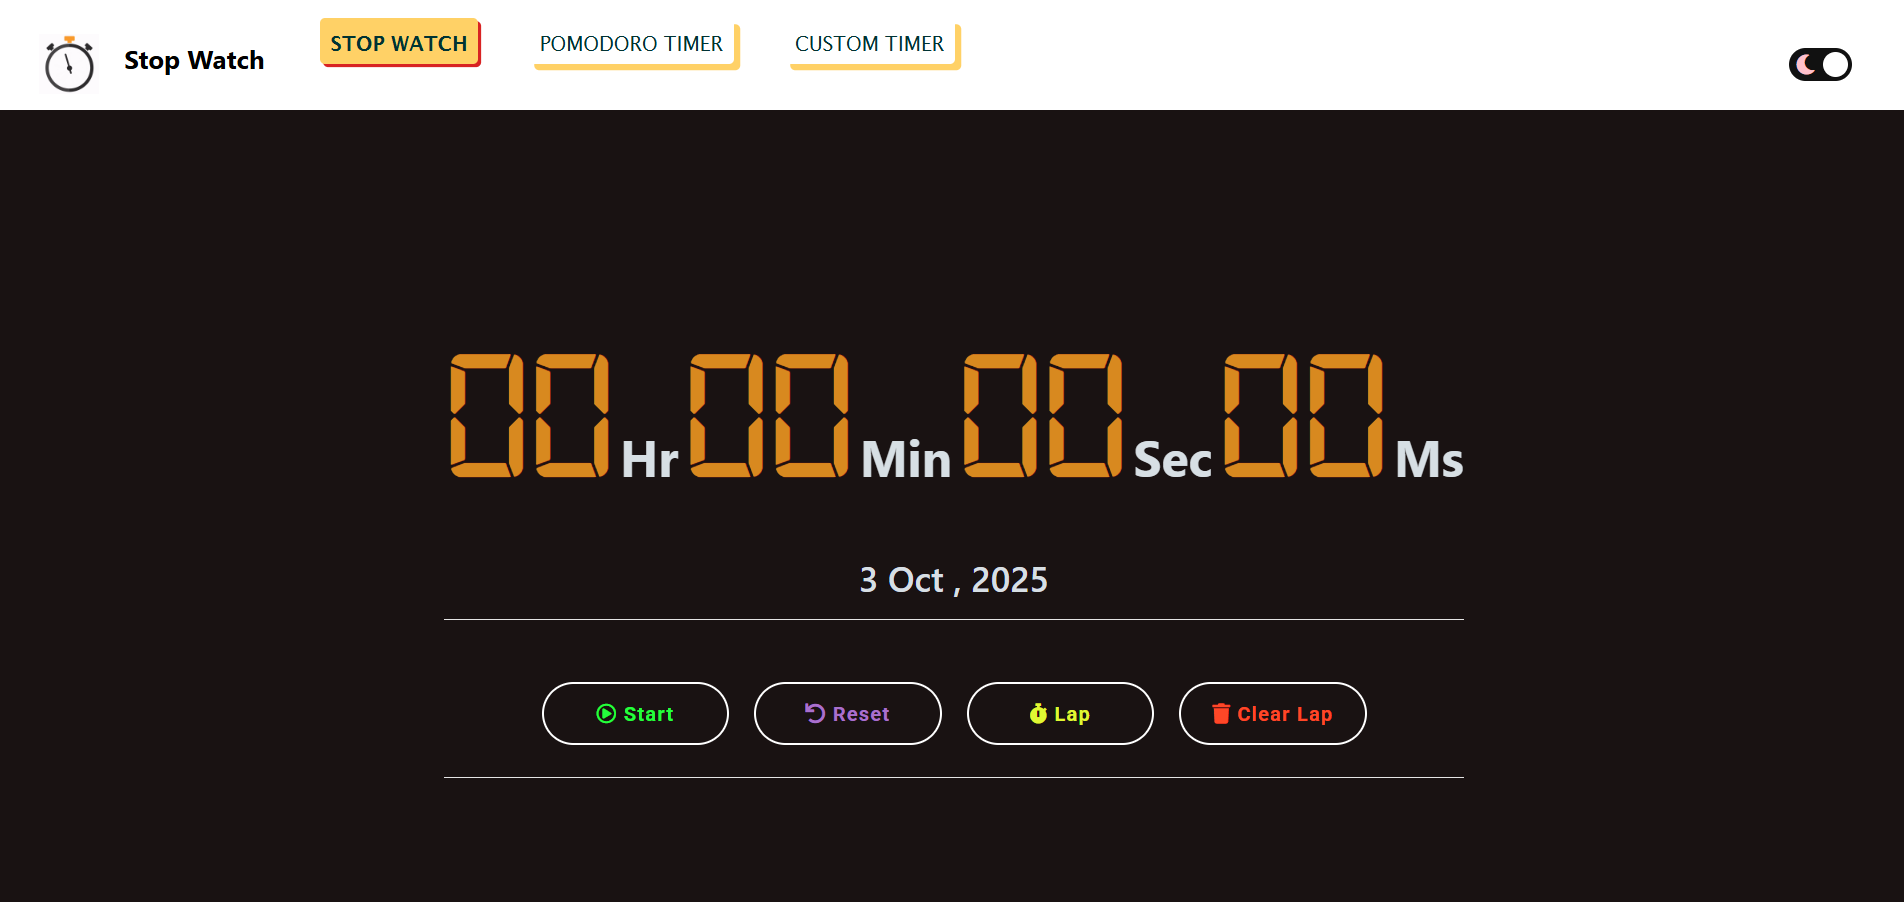 Stop Watch STOP WATCH POMODORO TIMER CUSTOM TIMER
00 Hr 00 Min 00 Sec 00 Ms
3 Oct , 2025
Start Reset Lap Clear Lap